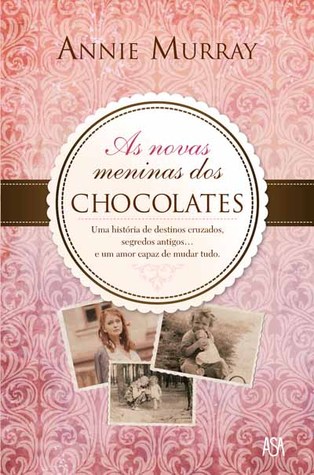 ANNIE MURRAY
As novas
meninas dos
CHOCOLATES
Uma história de destinos cruzados,
segredos antigos...
e um amor capaz de mudar tudo.
ASA